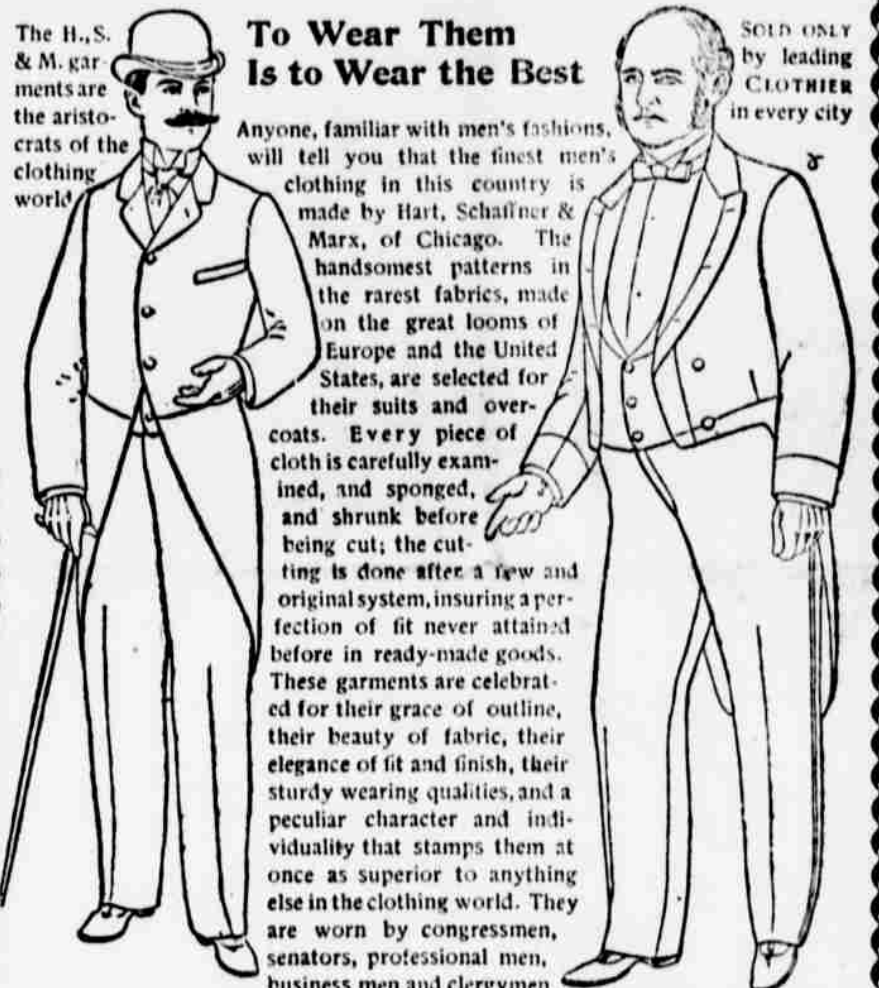 The H., S.
& M. gar-
ments are
the aristo-
crats of the
clothing
world
To Wear Them
Is to Wear the Best
SOLD ONLY
by leading
CLOTHIER
in every city
Anyone, familiar with men's fashions,
will tell you that the finest men's
clothing in this country is
made by Hart, Schaffner &
Marx, of Chicago. The
handsomest patterns in
the rarest fabrics, made
on the great looms of
Europe and the United
States, are selected for
their suits and over-
coats. Every piece of
cloth is carefully exam-
ined, and sponged,
and shrunk before
being cut; the cut-
ting is done after a new and
original system, insuring a per-
fection of fit never attained
before in ready-made goods.
These garments are celebrat-
ed for their grace of outline,
their beauty of fabric, their
elegance of fit and finish, their
sturdy wearing qualities, and a
peculiar character and indi-
viduality that stamps them at
once as superior to anything
else in the clothing world. They
are worn by congressmen,
senators, professional men,
business men and clergymen